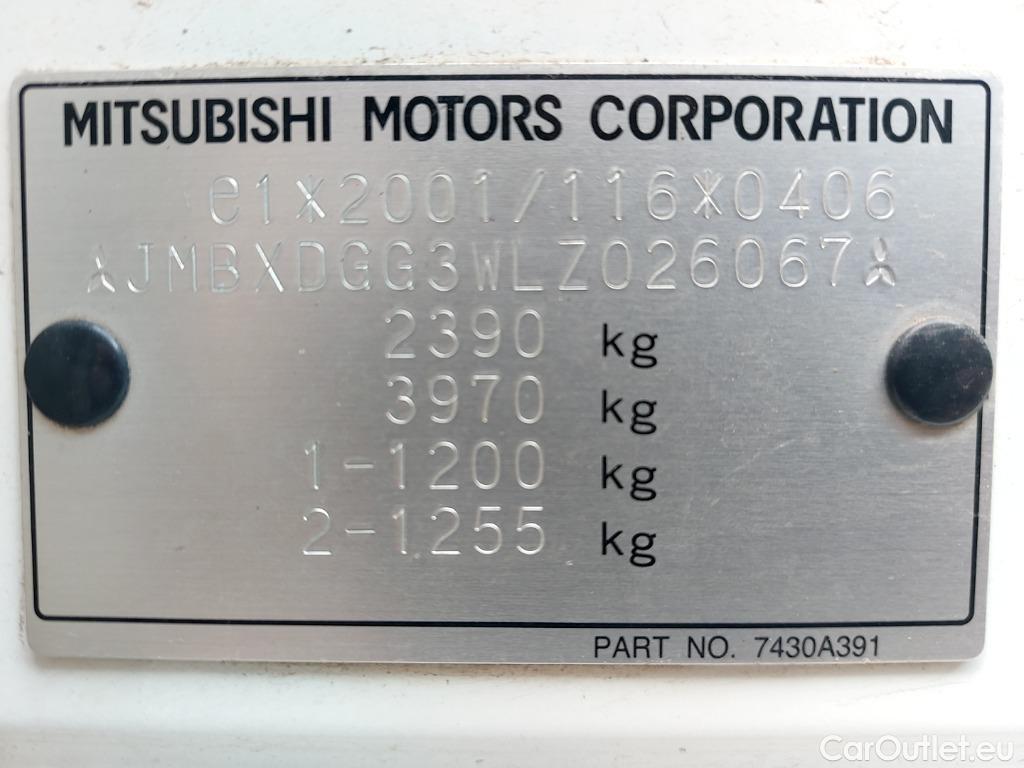 MITSUBISHI MOTORS CORPORATION
e1*2001/116*0406
JMBXDGG3WLZ026067
2390 kg
3970 kg
1-1200 kg
2-1255 kg
PART NO. 7430A391
CarOutlet.eu